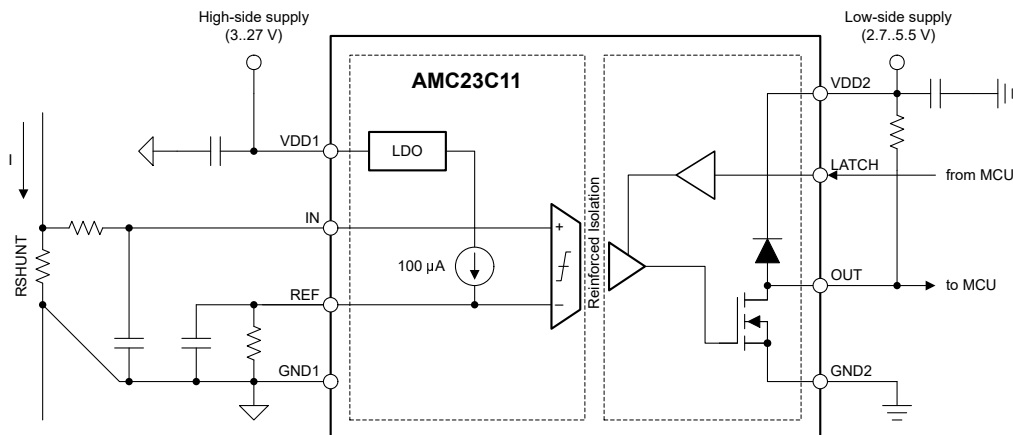 High-side supply
(3..27 V)
Low-side supply
(2.7..5.5 V)
AMC23C11
VDD1
LDO
VDD2
LATCH
from MCU
I
IN
+
100 µA
Reinforced Isolation
RSHUNT
REF
−
OUT
to MCU
GND1
GND2